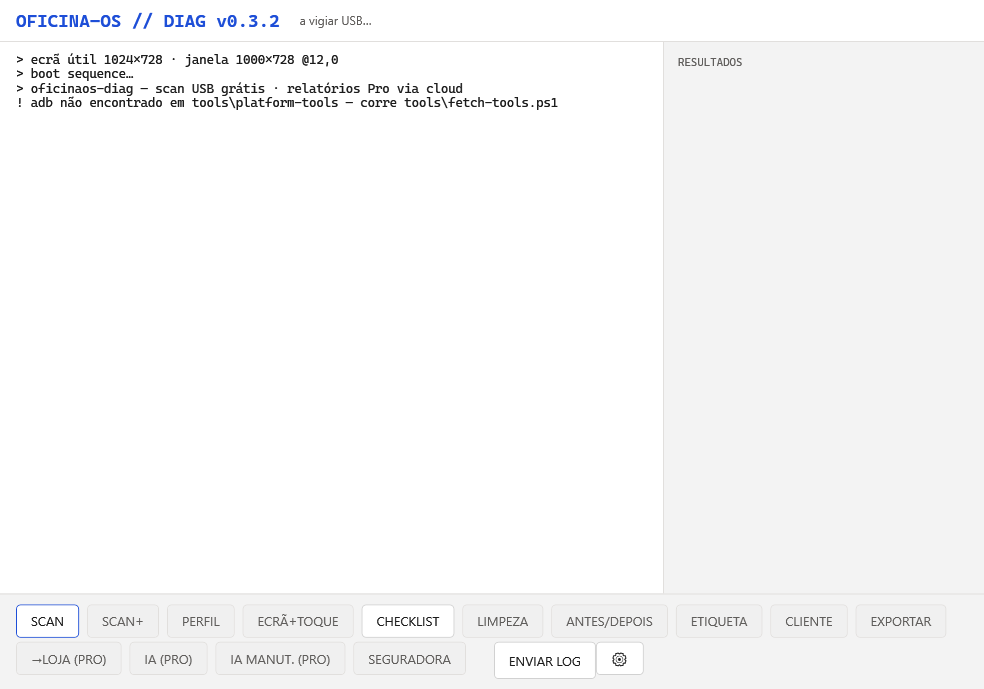 OFICINA-OS // DIAG v0.3.2 a vigiar USB...
> ecrã útil 1024×728 · janela 1000×728 @12,0
> boot sequence…
> oficinaos-diag — scan USB grátis · relatórios Pro via cloud
! adb não encontrado em tools\platform-tools — corre tools\fetch-tools.ps1
RESULTADOS
SCAN SCAN+ PERFIL ECRÃ+TOQUE CHECKLIST LIMPEZA ANTES/DEPOIS ETIQUETA CLIENTE EXPORTAR
→LOJA (PRO) IA (PRO) IA MANUT. (PRO) SEGURADORA ENVIAR LOG